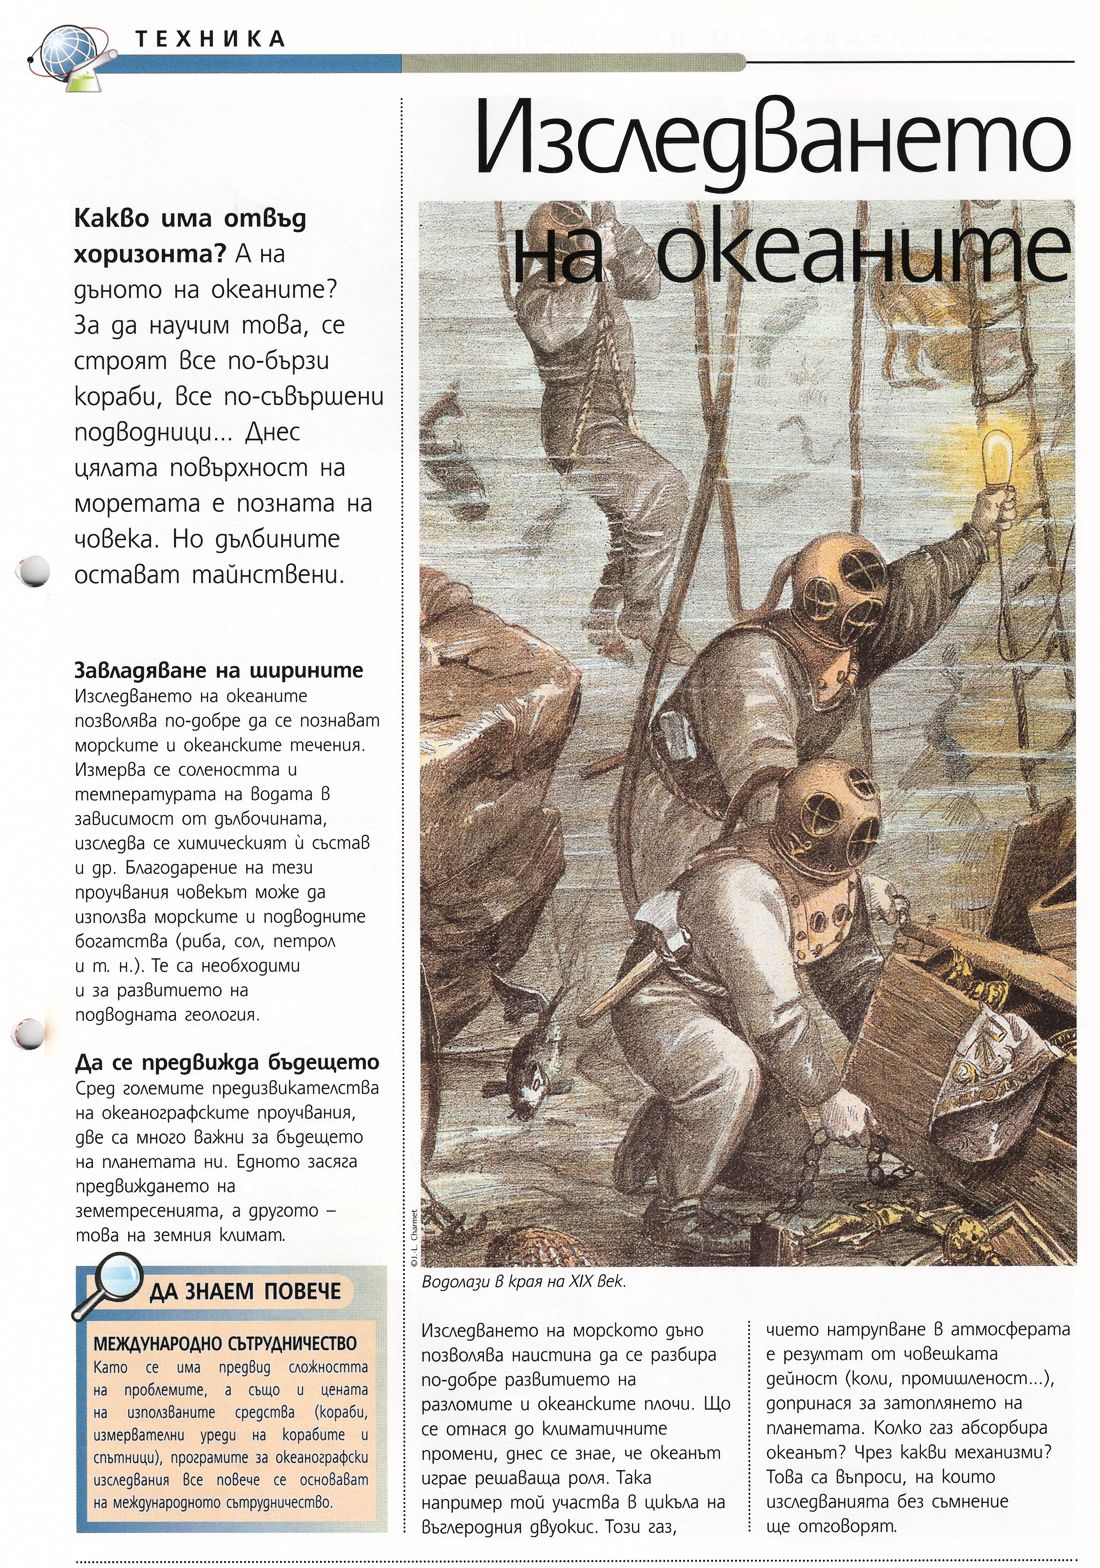 ТЕХНИКА
Изследването
на океаните
Какво има отвъд
хоризонта? А на
дъното на океаните?
За да научим това, се
строят все по-бързи
кораби, все по-съвършени
подводници... Днес
цялата повърхност на
моретата е позната на
човека. Но дълбините
остават тайнствени.
Завладяване на ширините
Изследването на океаните
позволява по-добре да се познават
морските и океанските течения.
Измерва се солеността и
температурата на водата в
зависимост от дълбочината,
изследва се химическият ѝ състав
и др. Благодарение на тези
проучвания човекът може да
използва морските и подводните
богатства (риба, сол, петрол
и т. н.). Те са необходими
и за развитието на
подводната геология.
Да се предвижда бъдещето
Сред големите предизвикателства
на океанографските проучвания,
две са много важни за бъдещето
на планетата ни. Едното засяга
предвиждането на
земетресенията, а другото –
това на земния климат.
ДА ЗНАЕМ ПОВЕЧЕ
МЕЖДУНАРОДНО СЪТРУДНИЧЕСТВО
Като се има предвид сложността
на проблемите, а също и цената
на използваните средства (кораби,
измервателни уреди на корабите и
спътници), програмите за океанографски
изследвания все повече се основават
на международното сътрудничество.
©J.-L. Charmet
Водолази в края на XIX век.
Изследването на морското дъно
позволява наистина да се разбира
по-добре развитието на
разломите и океанските плочи. Що
се отнася до климатичните
промени, днес се знае, че океанът
играе решаваща роля. Така
например той участва в цикъла на
въглеродния двуокис. Този газ,
чието натрупване в атмосферата
е резултат от човешката
дейност (коли, промишленост...),
допринася за затоплянето на
планетата. Колко газ абсорбира
океанът? Чрез какви механизми?
Това са въпроси, на които
изследванията без съмнение
ще отговорят.